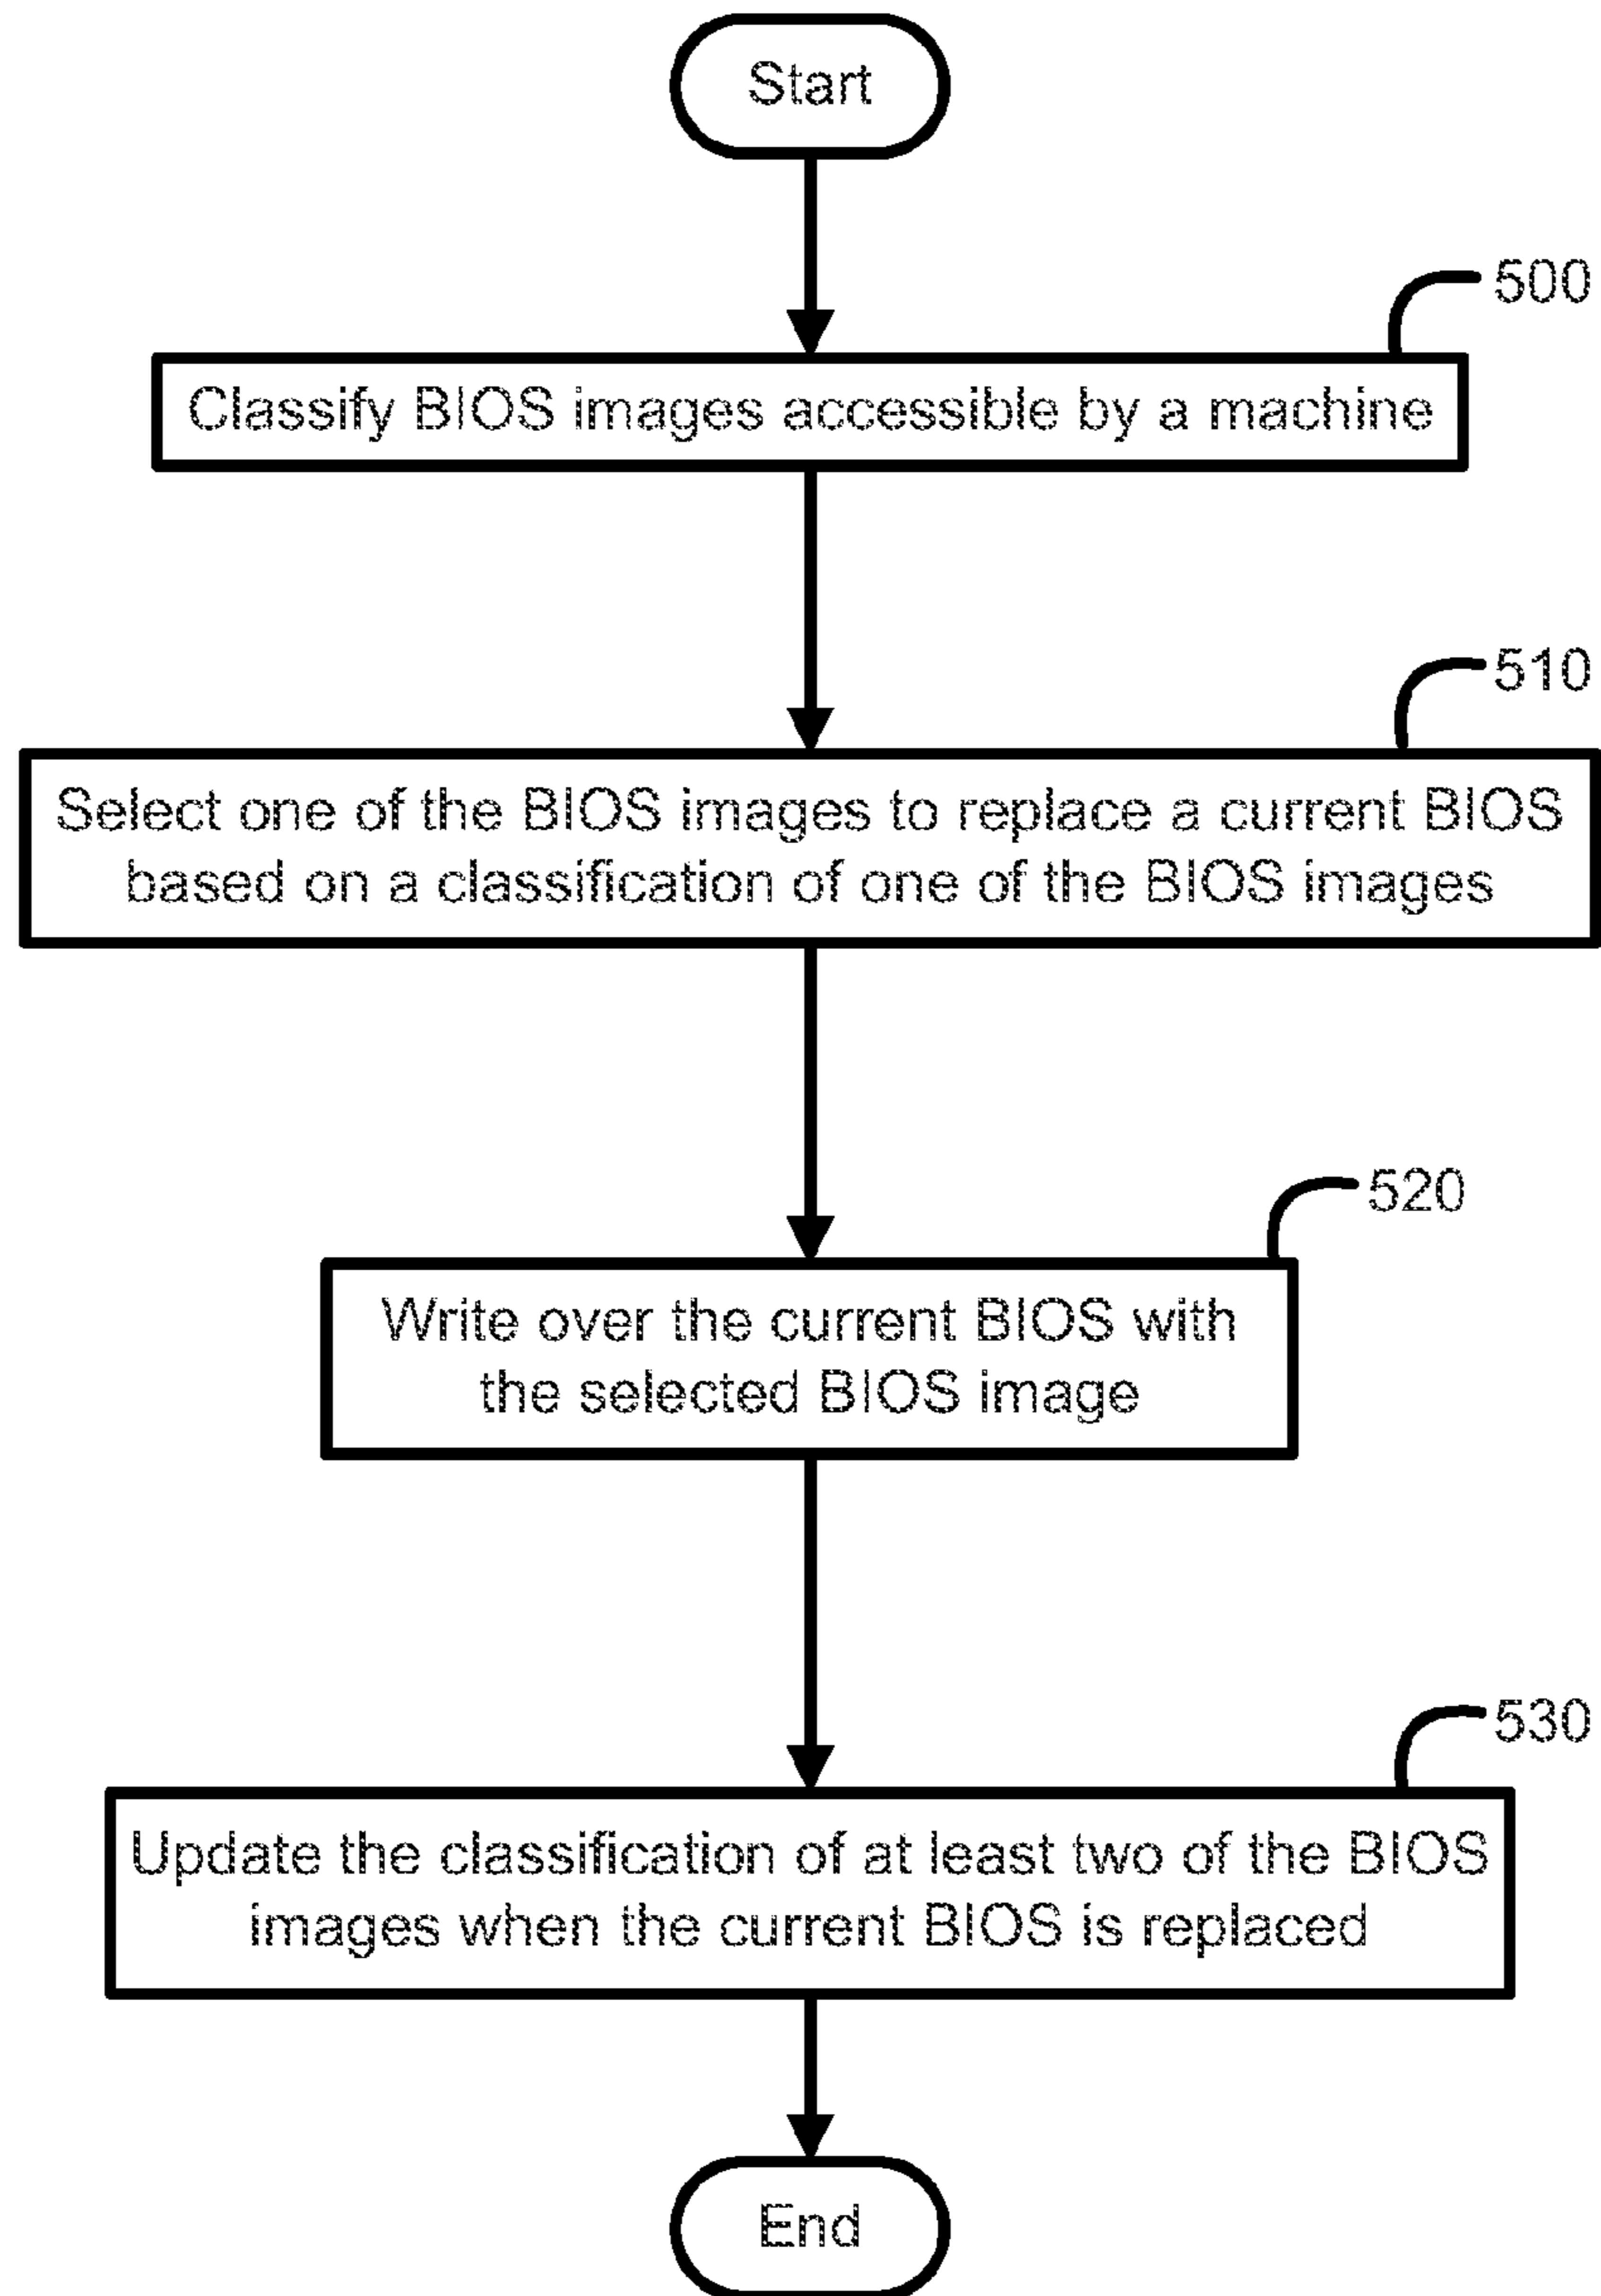 Start
500
Classify BIOS images accessible by a machine
510
Select one of the BIOS images to replace a current BIOS
based on a classification of one of the BIOS images
520
Write over the current BIOS with
the selected BIOS image
530
Update the classification of at least two of the BIOS
images when the current BIOS is replaced
End